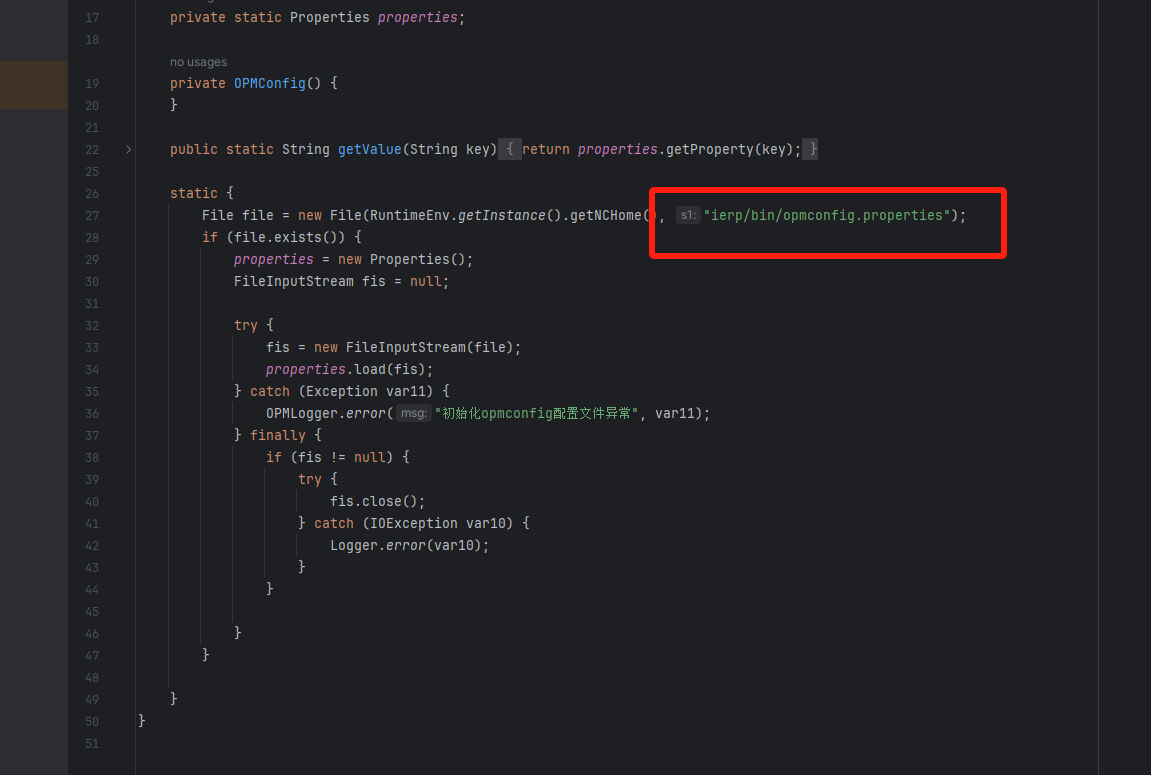 17 private static Properties properties;
18
no usages
19 private OPMConfig() {
20 }
21
22 public static String getValue(String key) { return properties.getProperty(key); }
25
26 static {
27 File file = new File(RuntimeEnv.getInstance().getNCHome(), s1: "ierp/bin/opmconfig.properties");
28 if (file.exists()) {
29 properties = new Properties();
30 FileInputStream fis = null;
31
32 try {
33 fis = new FileInputStream(file);
34 properties.load(fis);
35 } catch (Exception var11) {
36 OPMLogger.error( msg: "初始化opmconfig配置文件异常", var11);
37 } finally {
38 if (fis != null) {
39 try {
40 fis.close();
41 } catch (IOException var10) {
42 Logger.error(var10);
43 }
44 }
45
46 }
47 }
48
49 }
50 }
51